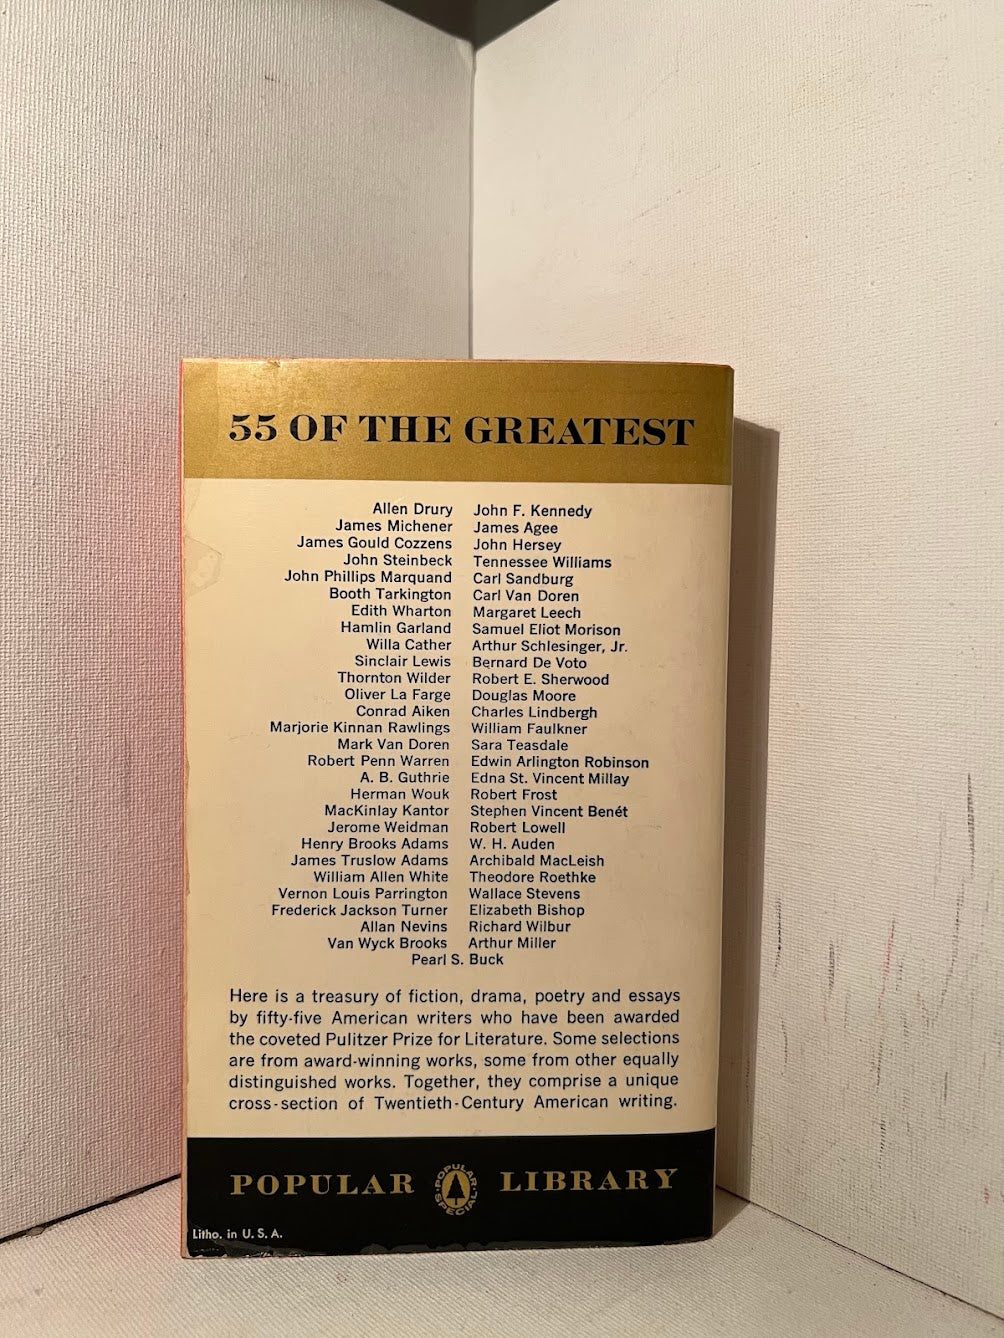 55 OF THE GREATEST
Allen Drury John F. Kennedy
James Michener James Agee
James Gould Cozzens John Hersey
John Steinbeck Tennessee Williams
John Phillips Marquand Carl Sandburg
Booth Tarkington Carl Van Doren
Edith Wharton Margaret Leech
Hamlin Garland Samuel Eliot Morison
Willa Cather Arthur Schlesinger, Jr.
Sinclair Lewis Bernard De Voto
Thornton Wilder Robert E. Sherwood
Oliver La Farge Douglas Moore
Conrad Aiken Charles Lindbergh
Marjorie Kinnan Rawlings William Faulkner
Mark Van Doren Sara Teasdale
Robert Penn Warren Edwin Arlington Robinson
A. B. Guthrie Edna St. Vincent Millay
Herman Wouk Robert Frost
MacKinlay Kantor Stephen Vincent Benét
Jerome Weidman Robert Lowell
Henry Brooks Adams W. H. Auden
James Truslow Adams Archibald MacLeish
William Allen White Theodore Roethke
Vernon Louis Parrington Wallace Stevens
Frederick Jackson Turner Elizabeth Bishop
Allan Nevins Richard Wilbur
Van Wyck Brooks Arthur Miller
Pearl S. Buck
Here is a treasury of fiction, drama, poetry and essays
by fifty-five American writers who have been awarded
the coveted Pulitzer Prize for Literature. Some selections
are from award-winning works, some from other equally
distinguished works. Together, they comprise a unique
cross-section of Twentieth-Century American writing.
POPULAR POPULAR SPECIAL LIBRARY
Litho. in U. S. A.